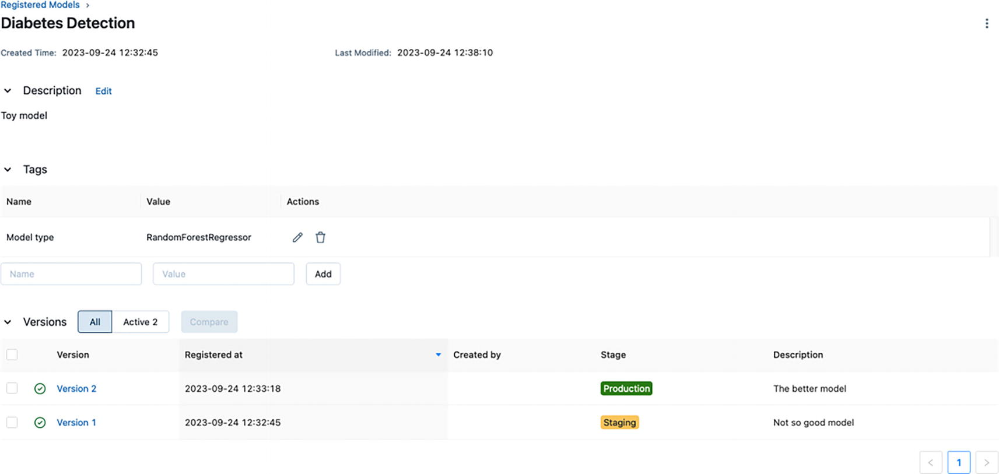 Registered Models >
Diabetes Detection
Created Time: 2023-09-24 12:32:45 Last Modified: 2023-09-24 12:38:10
Description Edit
Toy model
Tags
Name Value Actions
Model type RandomForestRegressor
Name Value Add
Versions All Active 2 Compare
Version Registered at Created by Stage Description
Version 2 2023-09-24 12:33:18 Production The better model
Version 1 2023-09-24 12:32:45 Staging Not so good model
< 1 >